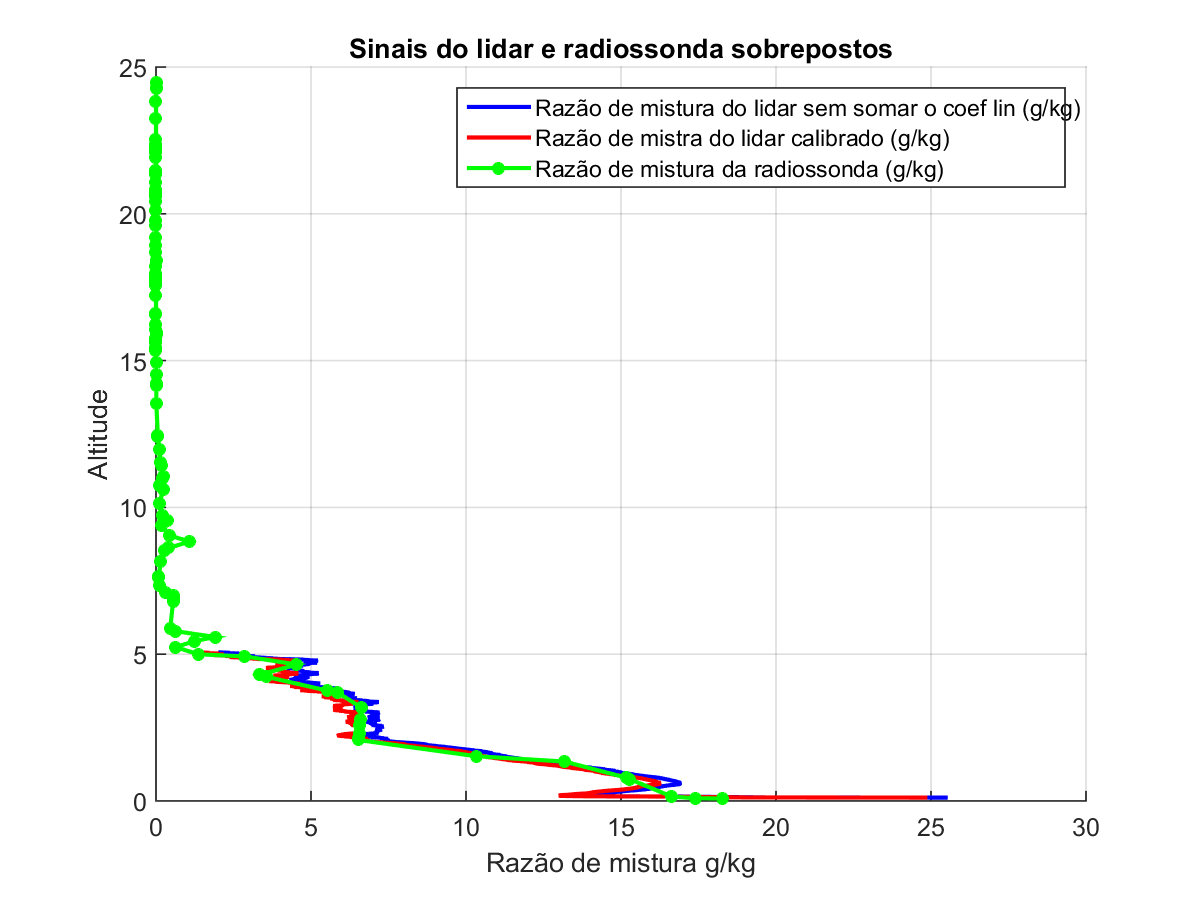 Sinais do lidar e radiossonda sobrepostos
25
Razão de mistura do lidar sem somar o coef lin (g/kg)
Razão de mistra do lidar calibrado (g/kg)
Razão de mistura da radiossonda (g/kg)
20
15
Altitude
10
5
0
0 5 10 15 20 25 30
Razão de mistura g/kg